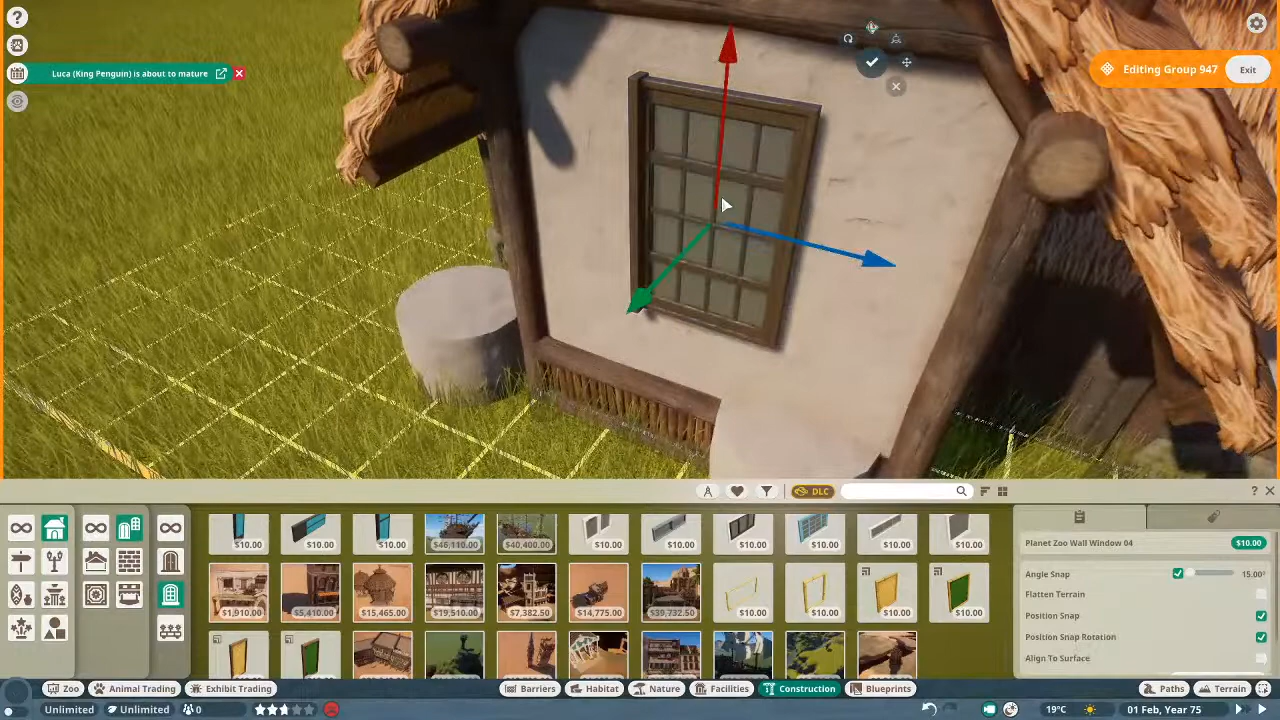 ?
Luca (King Penguin) is about to mature
Editing Group 947
Exit
DLC
? ×
$10.00 $10.00 $10.00 $46,110.00 $40,400.00 $10.00 $10.00 $10.00 $10.00 $10.00 $10.00
Planet Zoo Wall Window 04 $10.00
Angle Snap 15.00°
Flatten Terrain
$1,910.00 $5,410.00 $15,465.00 $19,510.00 $7,382.50 $14,775.00 $39,732.50 $10.00 $10.00 $10.00 $10.00
Position Snap
Position Snap Rotation
Align To Surface
Zoo Animal Trading Exhibit Trading Barriers Habitat Nature Facilities Construction Blueprints Paths Terrain
Unlimited Unlimited 0 19°C 01 Feb, Year 75